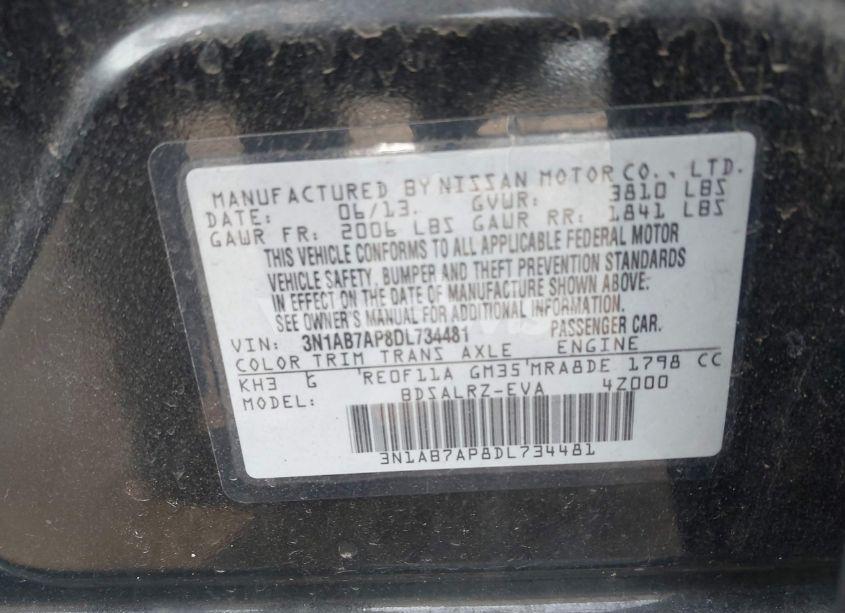 MANUFACTURED BY NISSAN MOTOR CO., LTD.
DATE: 06/13. GVWR: 3810 LBS
GAWR FR: 2006 LBS GAWR RR: 1841 LBS
THIS VEHICLE CONFORMS TO ALL APPLICABLE FEDERAL MOTOR
VEHICLE SAFETY, BUMPER AND THEFT PREVENTION STANDARDS
IN EFFECT ON THE DATE OF MANUFACTURE SHOWN ABOVE.
SEE OWNER'S MANUAL FOR ADDITIONAL INFORMATION.
VIN: 3N1AB7AP8DL734481 PASSENGER CAR.
COLOR TRIM TRANS AXLE ENGINE
KH3 G RE0F11A GM35 MRA8DE 1798 CC
MODEL: BDSALRZ-EVA 4Z000
3N1AB7AP8DL734481